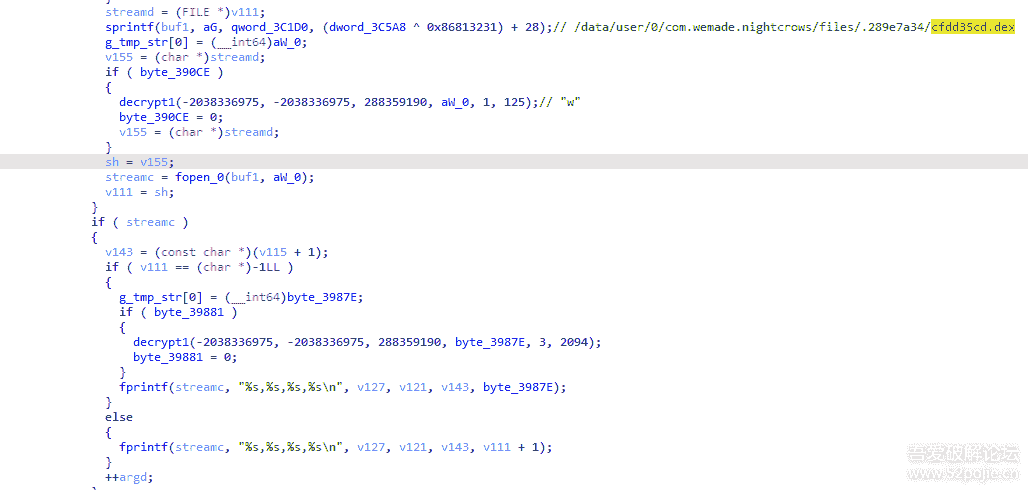 streamd = (FILE *)v111;
sprintf(buf1, aG, qword_3C1D0, (dword_3C5A8 ^ 0x86813231) + 28);// /data/user/0/com.wemade.nightcrows/files/.289e7a34/cfdd35cd.dex
g_tmp_str[0] = (__int64)aW_0;
v155 = (char *)streamd;
if ( byte_390CE )
{
decrypt1(-2038336975, -2038336975, 288359190, aW_0, 1, 125);// "w"
byte_390CE = 0;
v155 = (char *)streamd;
}
sh = v155;
streamc = fopen_0(buf1, aW_0);
v111 = sh;
}
if ( streamc )
{
v143 = (const char *)(v115 + 1);
if ( v111 == (char *)-1LL )
{
g_tmp_str[0] = (__int64)byte_3987E;
if ( byte_39881 )
{
decrypt1(-2038336975, -2038336975, 288359190, byte_3987E, 3, 2094);
byte_39881 = 0;
}
fprintf(streamc, "%s,%s,%s,%s\n", v127, v121, v143, byte_3987E);
}
else
{
fprintf(streamc, "%s,%s,%s,%s\n", v127, v121, v143, v111 + 1);
}
++argd;
吾爱破解论坛
www.52pojie.cn